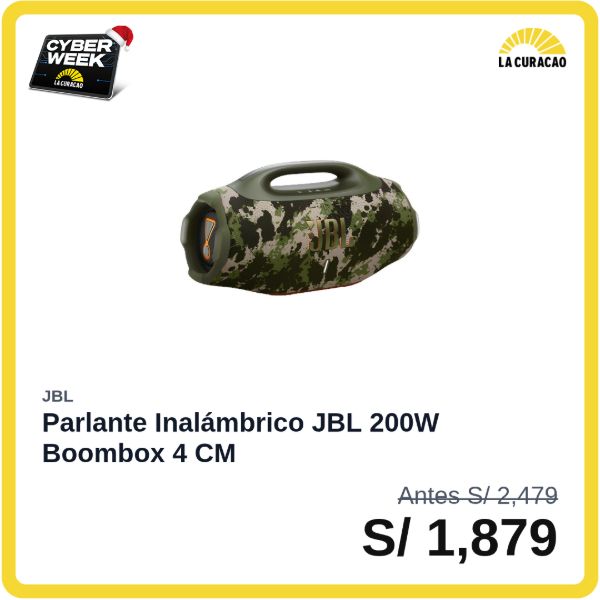 CYBER
WEEK
LA CURACAO
LA CURACAO
JBL
JBL
Parlante Inalámbrico JBL 200W
Boombox 4 CM
Antes S/ 2,479
S/ 1,879